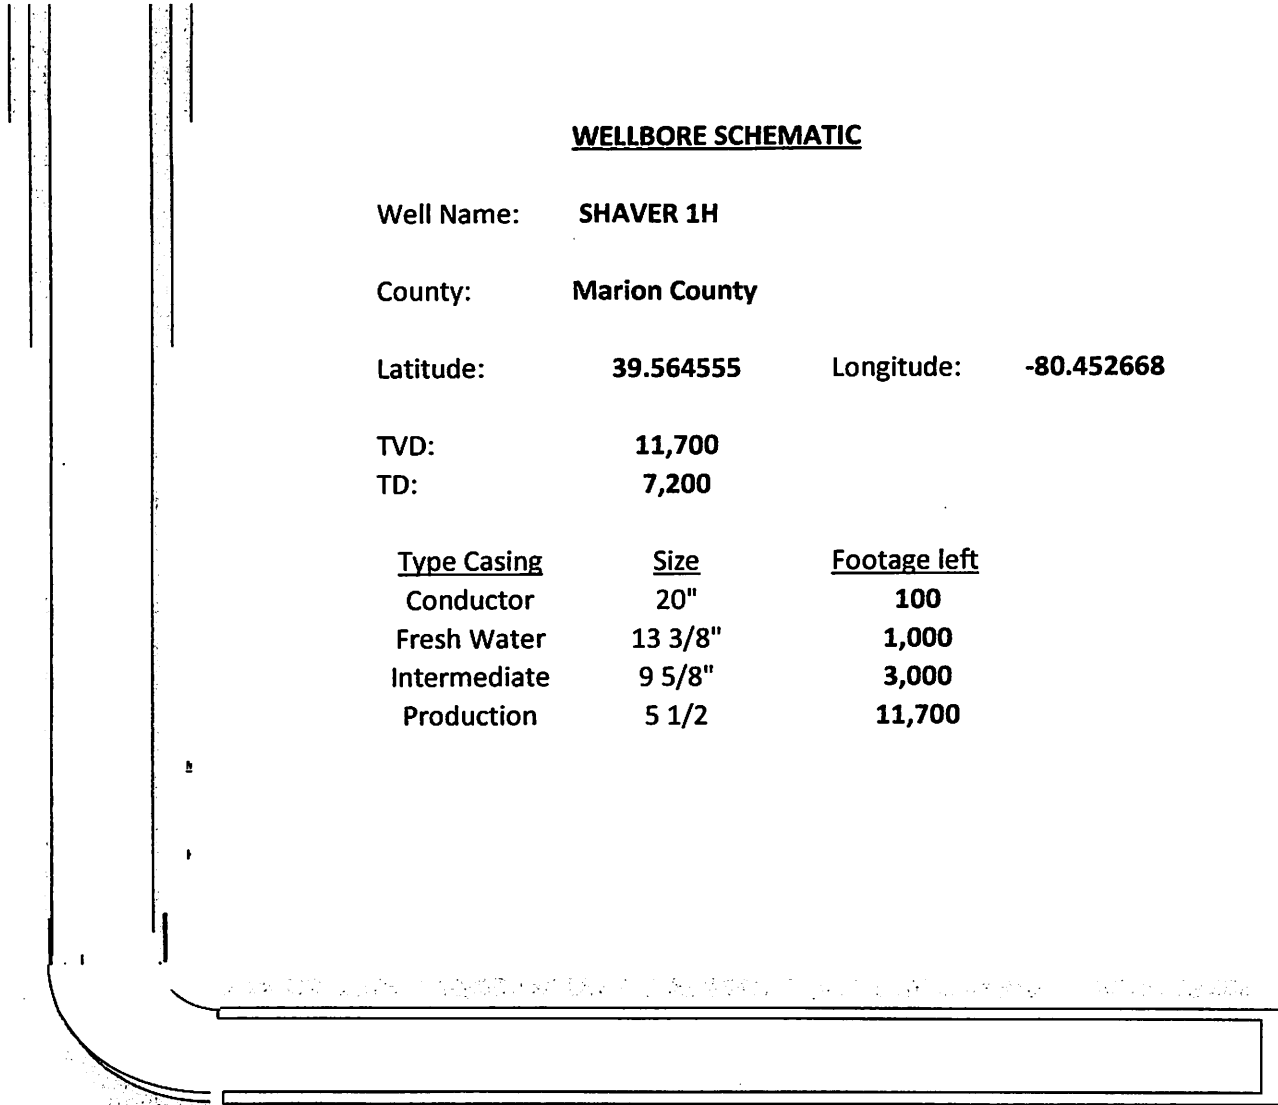 WELLBORE SCHEMATIC
Well Name: SHAVER 1H
County: Marion County
Latitude: 39.564555 Longitude: -80.452668
TVD: 11,700
TD: 7,200
Type Casing Size Footage left
Conductor 20" 100
Fresh Water 13 3/8" 1,000
Intermediate 9 5/8" 3,000
Production 5 1/2 11,700